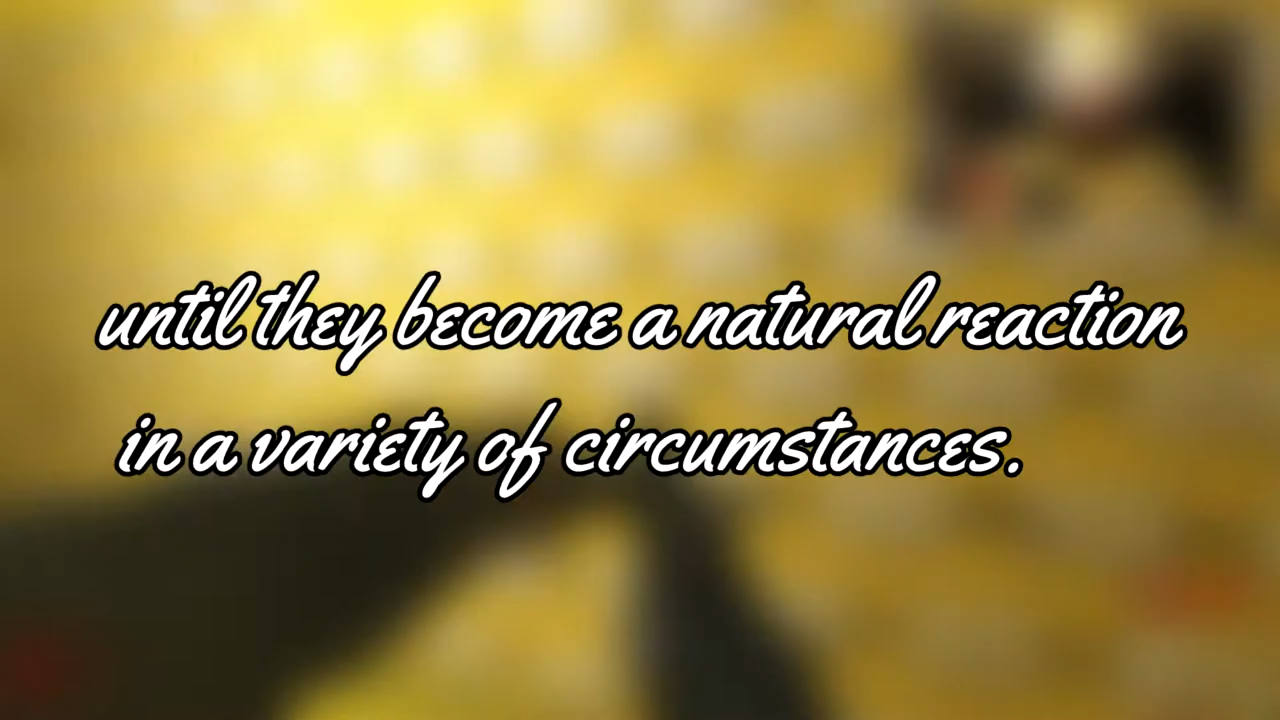 until they become a natural reaction
in a variety of circumstances.